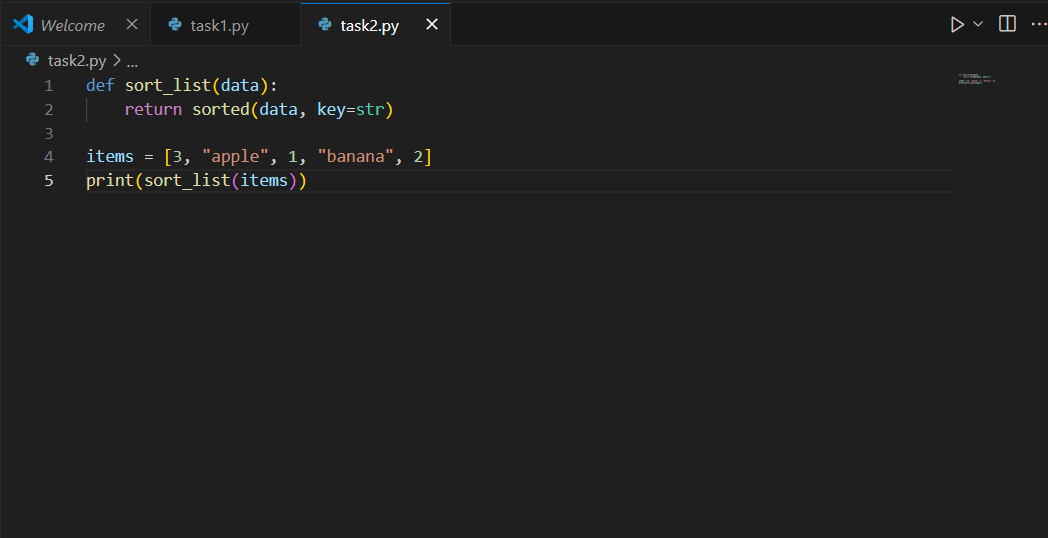 Welcome task1.py task2.py
task2.py > ...
1 def sort_list(data):
2     return sorted(data, key=str)
3
4 items = [3, "apple", 1, "banana", 2]
5 print(sort_list(items))